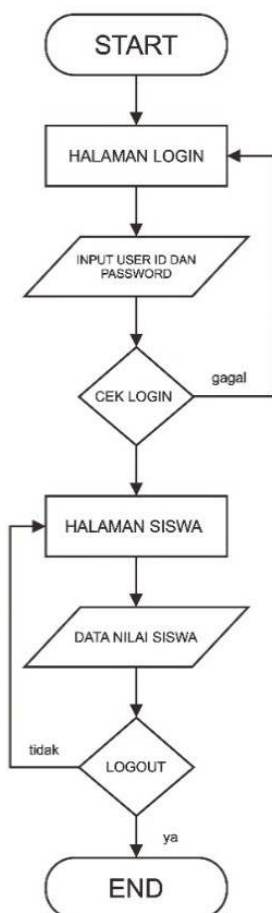 START
HALAMAN LOGIN
INPUT USER ID DAN
PASSWORD
CEK LOGIN
gagal
HALAMAN SISWA
DATA NILAI SISWA
tidak
LOGOUT
ya
END